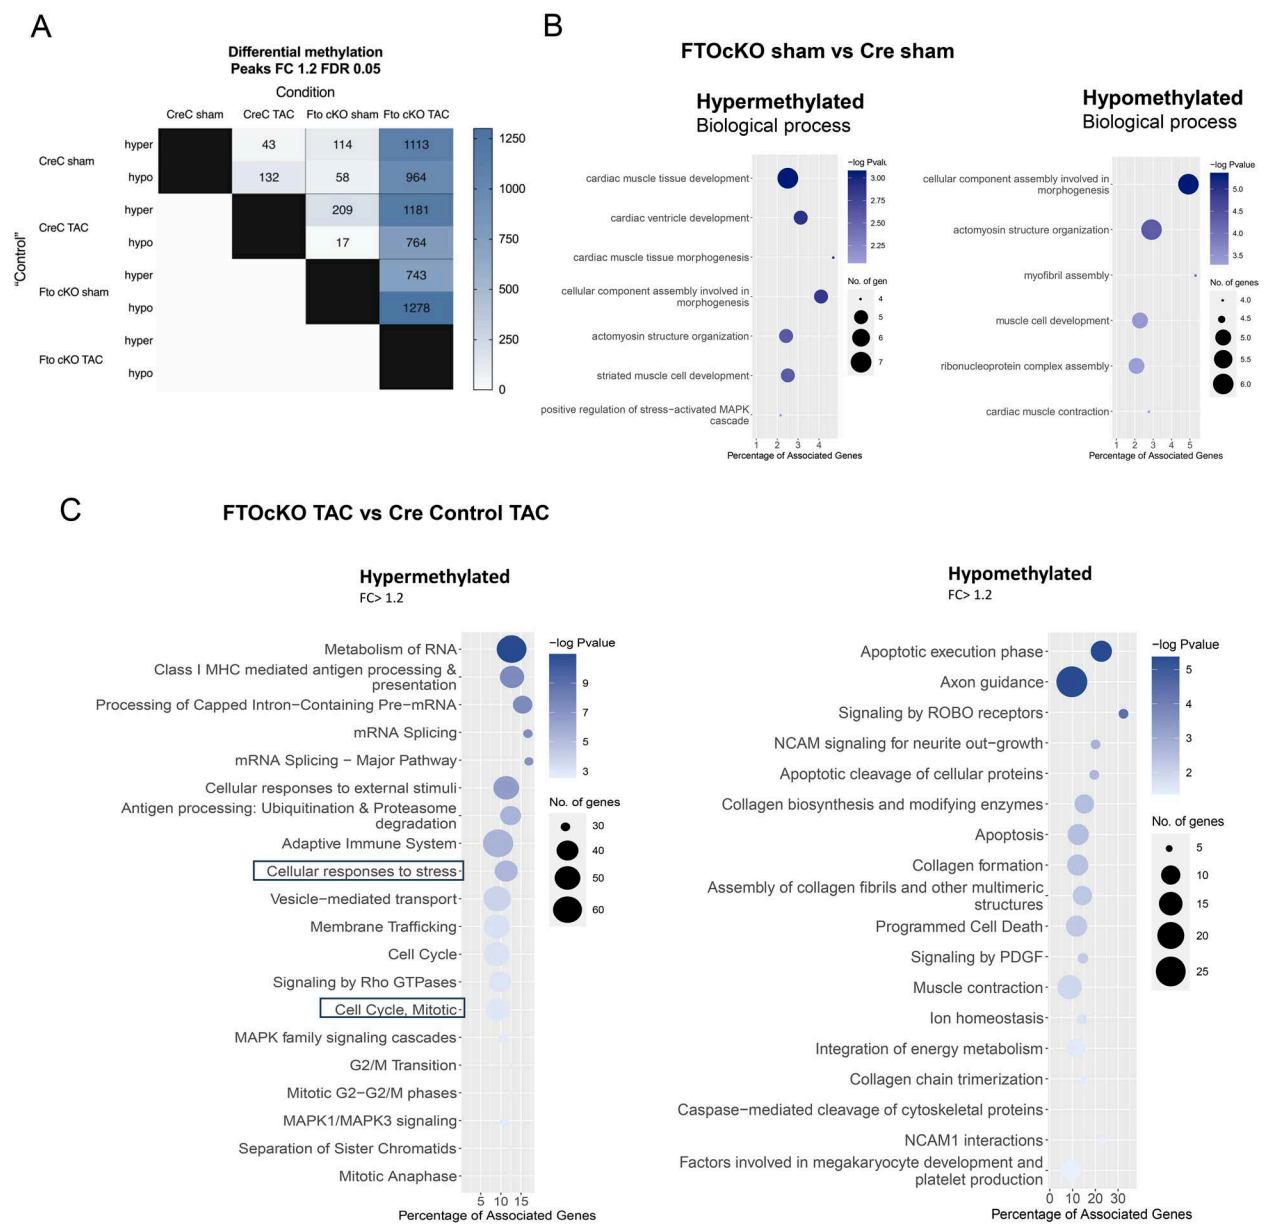 A
Differential methylation
Peaks FC 1.2 FDR 0.05
Condition
CreC sham CreC TAC Fto cKO sham Fto cKO TAC
"Control"
CreC sham
hyper 43 114 1113
hypo 132 58 964
CreC TAC
hyper 209 1181
hypo 17 764
Fto cKO sham
hyper 743
hypo 1278
Fto cKO TAC
hyper
hypo
1250
1000
750
500
250
0
B
FTOcKO sham vs Cre sham
Hypermethylated
Biological process
cardiac muscle tissue development
cardiac ventricle development
cardiac muscle tissue morphogenesis
cellular component assembly involved in
morphogenesis
actomyosin structure organization
striated muscle cell development
positive regulation of stress-activated MAPK
cascade
1 2 3 4
Percentage of Associated Genes
−log Pvalu
3.00
2.75
2.50
2.25
No. of genes
4
5
6
7
Hypomethylated
Biological process
cellular component assembly involved in
morphogenesis
actomyosin structure organization
myofibril assembly
muscle cell development
ribonucleoprotein complex assembly
cardiac muscle contraction
1 2 3 4 5
Percentage of Associated Genes
−log Pvalue
5.0
4.5
4.0
3.5
No. of genes
4.0
4.5
5.0
5.5
6.0
C
FTOcKO TAC vs Cre Control TAC
Hypermethylated
FC> 1.2
Metabolism of RNA
Class I MHC mediated antigen processing &
presentation
Processing of Capped Intron−Containing Pre−mRNA
mRNA Splicing
mRNA Splicing − Major Pathway
Cellular responses to external stimuli
Antigen processing: Ubiquitination & Proteasome
degradation
Adaptive Immune System
Cellular responses to stress
Vesicle−mediated transport
Membrane Trafficking
Cell Cycle
Signaling by Rho GTPases
Cell Cycle, Mitotic
MAPK family signaling cascades
G2/M Transition
Mitotic G2−G2/M phases
MAPK1/MAPK3 signaling
Separation of Sister Chromatids
Mitotic Anaphase
5 10 15
Percentage of Associated Genes
−log Pvalue
9
7
5
3
No. of genes
30
40
50
60
Hypomethylated
FC> 1.2
Apoptotic execution phase
Axon guidance
Signaling by ROBO receptors
NCAM signaling for neurite out−growth
Apoptotic cleavage of cellular proteins
Collagen biosynthesis and modifying enzymes
Apoptosis
Collagen formation
Assembly of collagen fibrils and other multimeric
structures
Programmed Cell Death
Signaling by PDGF
Muscle contraction
Ion homeostasis
Integration of energy metabolism
Collagen chain trimerization
Caspase−mediated cleavage of cytoskeletal proteins
NCAM1 interactions
Factors involved in megakaryocyte development and
platelet production
0 10 20 30
Percentage of Associated Genes
−log Pvalue
5
4
3
2
No. of genes
5
10
15
20
25